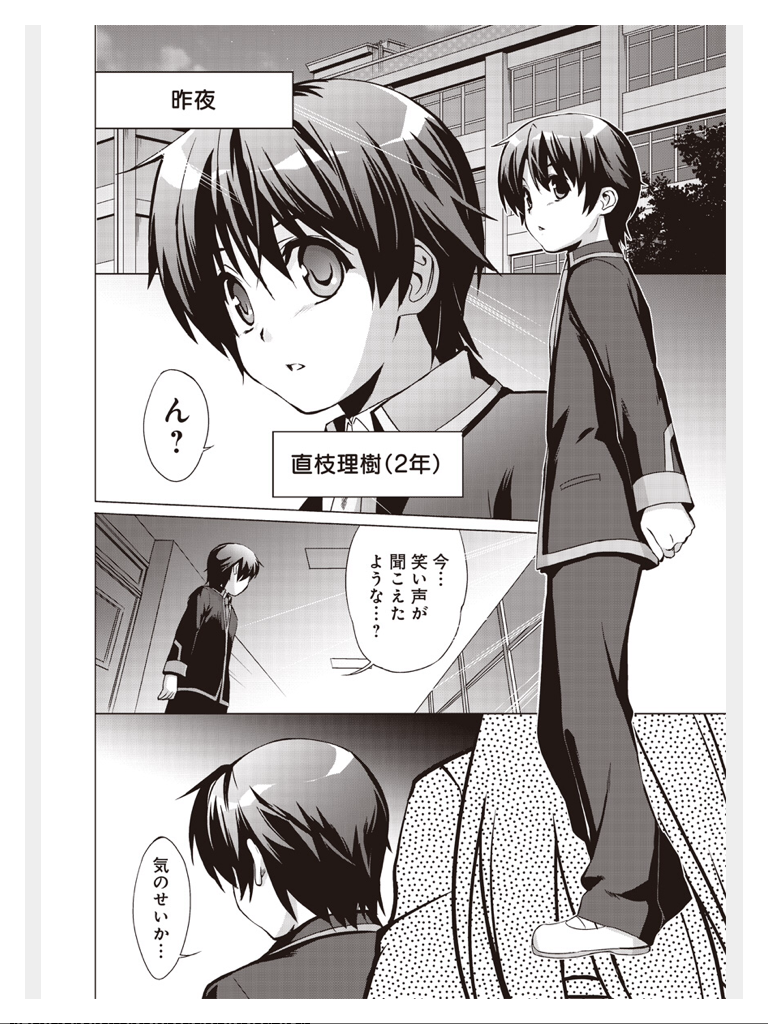 昨夜
ん?
直枝理樹(2年)
今…
笑い声が
聞こえた
ような…?
気のせいか…